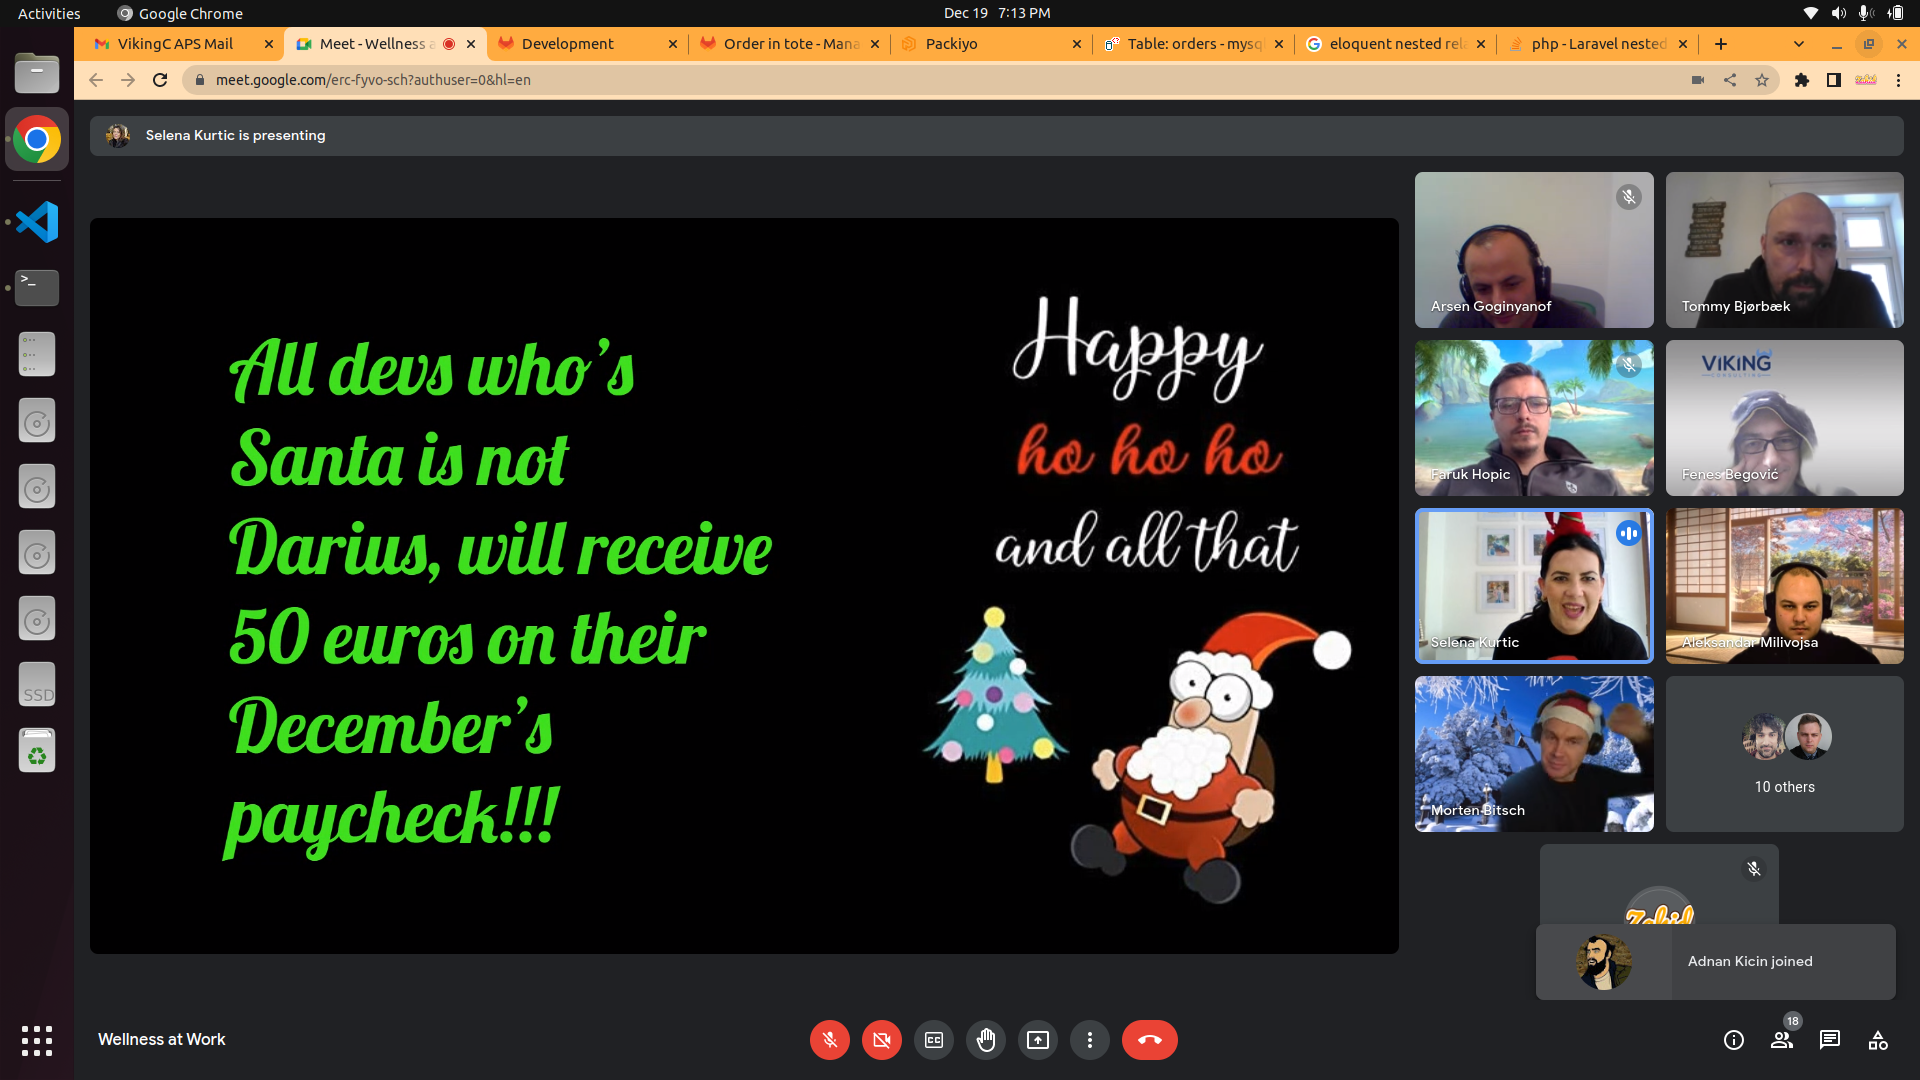 Activities
Google Chrome
Dec 19 7:13 PM
VikingC APS Mail
Meet - Wellness a
Development
Order in tote - Mana
Packiyo
Table: orders - mysq
eloquent nested rel
php - Laravel nested
meet.google.com/erc-fyvo-sch?authuser=0&hl=en
Selena Kurtic is presenting
All devs who's
Santa is not
Darius, will receive
50 euros on their
December's
paycheck!!!
Happy
ho ho ho
and all that
Arsen Goginyanof
Tommy Bjørbæk
VIKING
CONSULTING
Faruk Hopic
Fenes Begović
Selena Kurtic
Aleksandar Milivojsa
Morten Bitsch
10 others
Adnan Kicin joined
SSD
Wellness at Work
CC
18